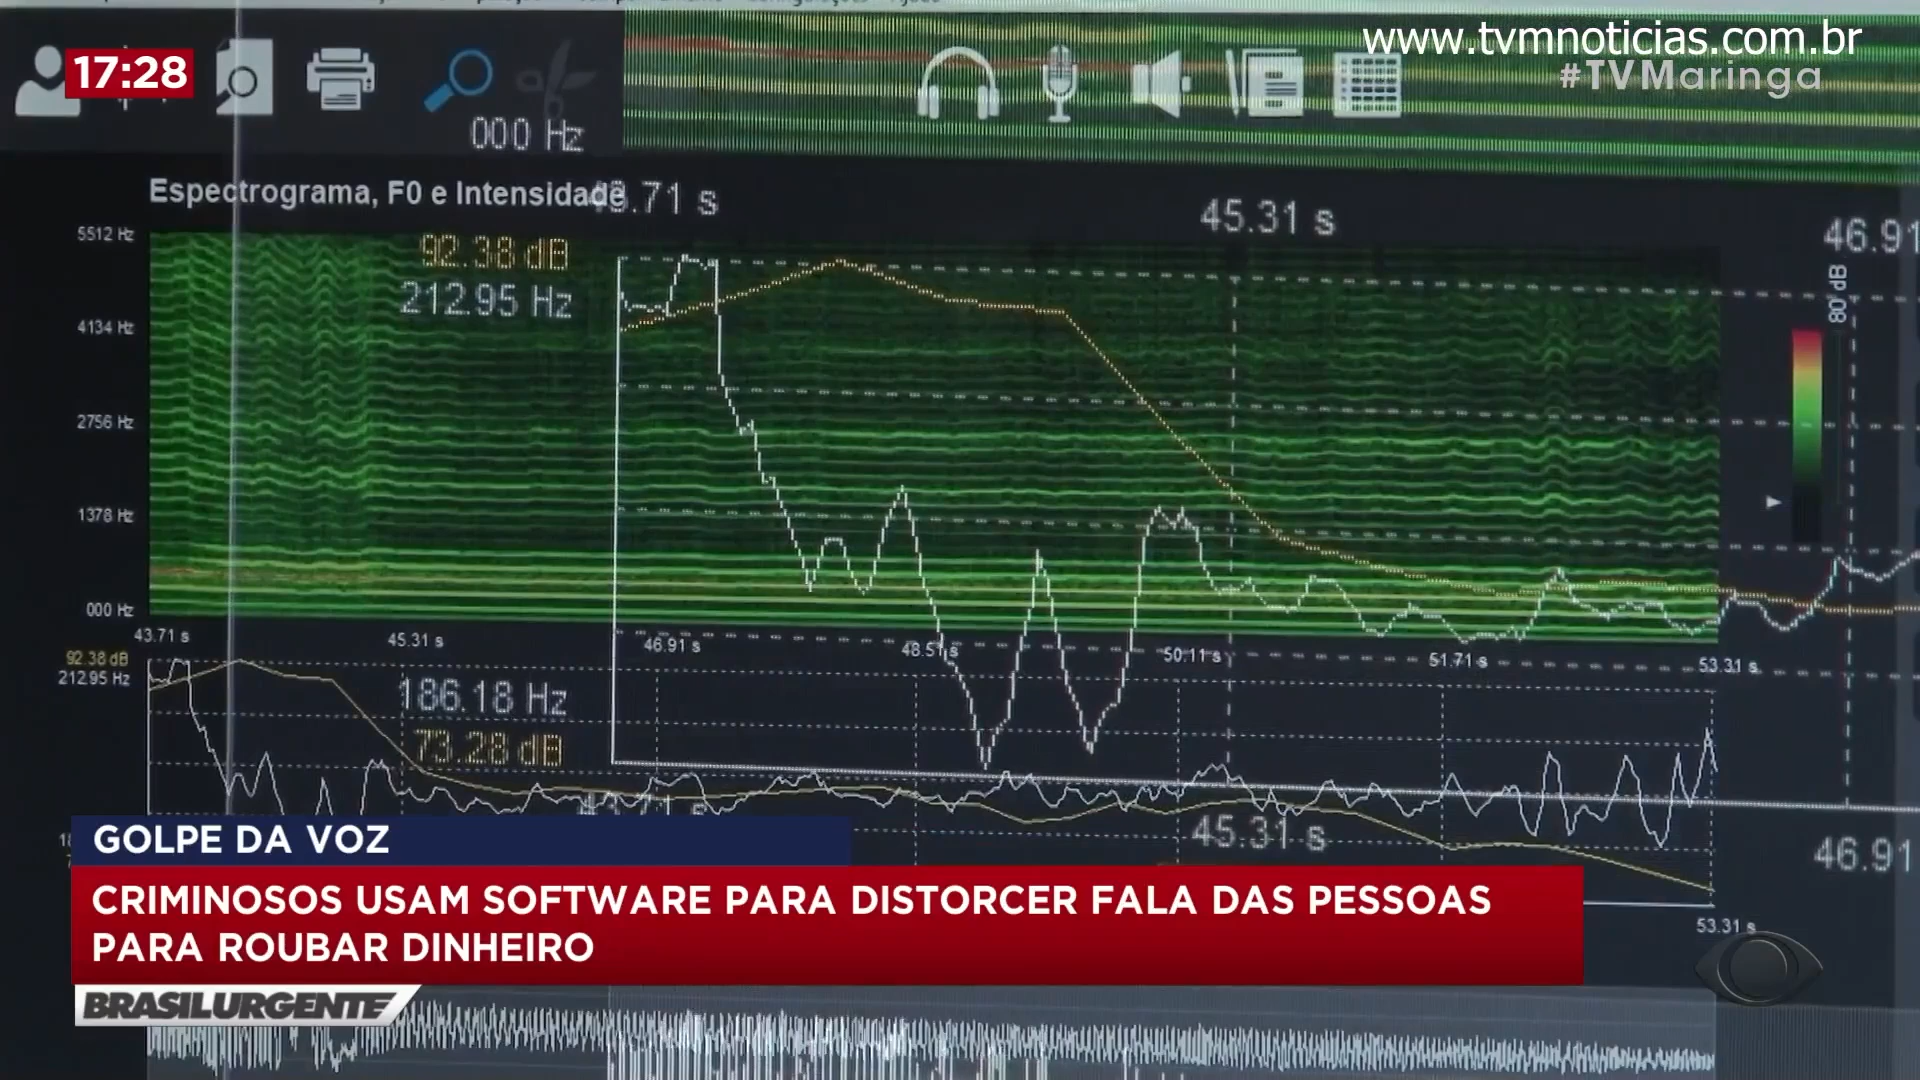 www.tvmnoticias.com.br
#TVMaringa
17:28
000 Hz
Espectrograma, F0 e Intensidade
.71 s
45.31 s
46.91
5512 Hz
92.38 dB
212.95 Hz
80 dB
4134 Hz
2756 Hz
1378 Hz
000 Hz
43.71 s
45.31 s
46.91 s
48.51 s
50.11 s
51.71 s
53.31 s
92.38 dB
212.95 Hz
186.18 Hz
73.28 dB
43.71 s
45.31 s
46.91
GOLPE DA VOZ
CRIMINOSOS USAM SOFTWARE PARA DISTORCER FALA DAS PESSOAS
PARA ROUBAR DINHEIRO
53.31 s
BRASILURGENTE